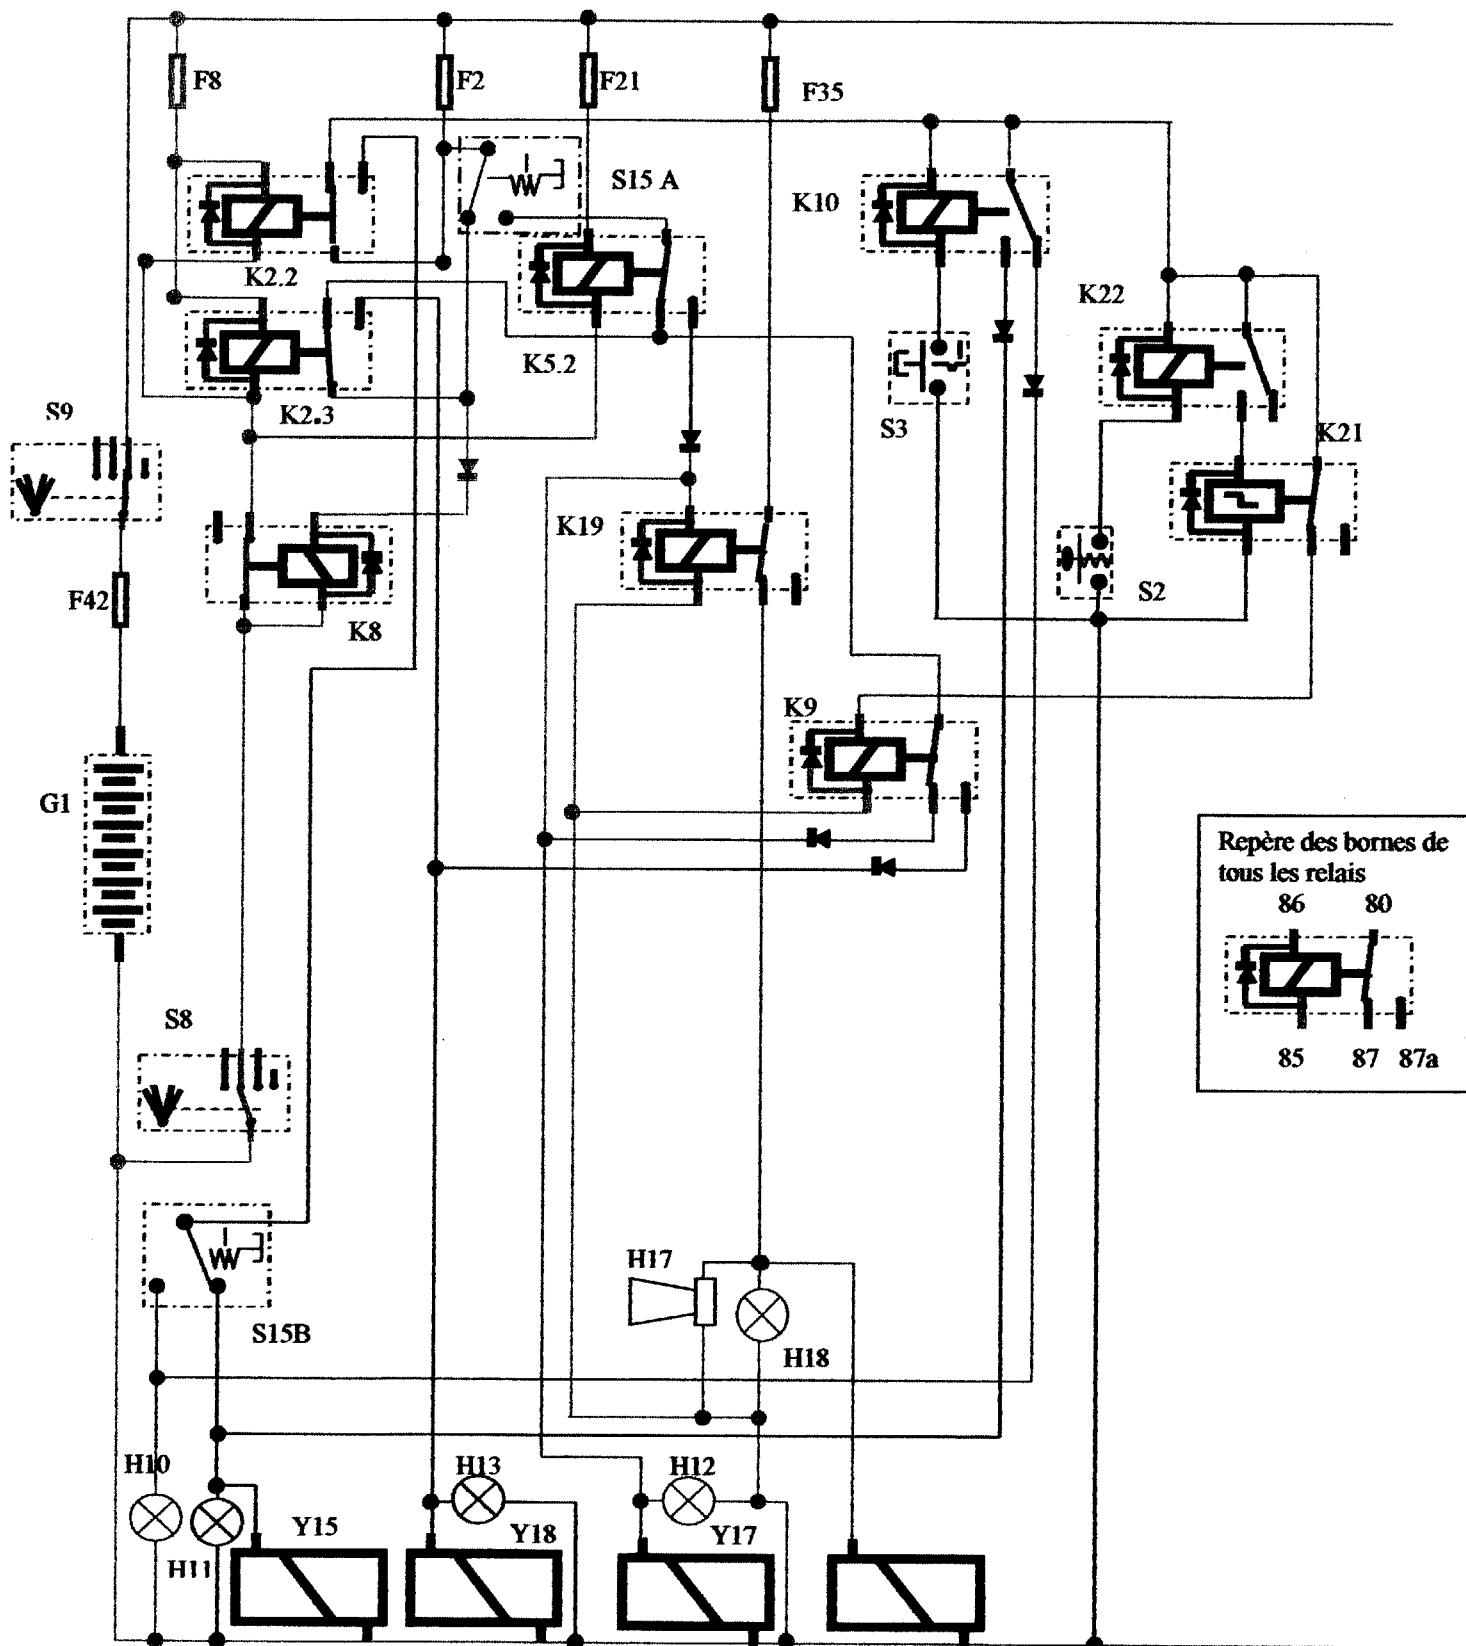 F8
F2
F21
F35
S15 A
K10
K2.2
K22
K5.2
S9
K2.3
S3
K21
K19
F42
S2
K8
K9
G1
Repère des bornes de
tous les relais
86 80
85 87 87a
S8
H17
S15B
H18
H10
H13
H12
Y15
Y18
Y17
H11